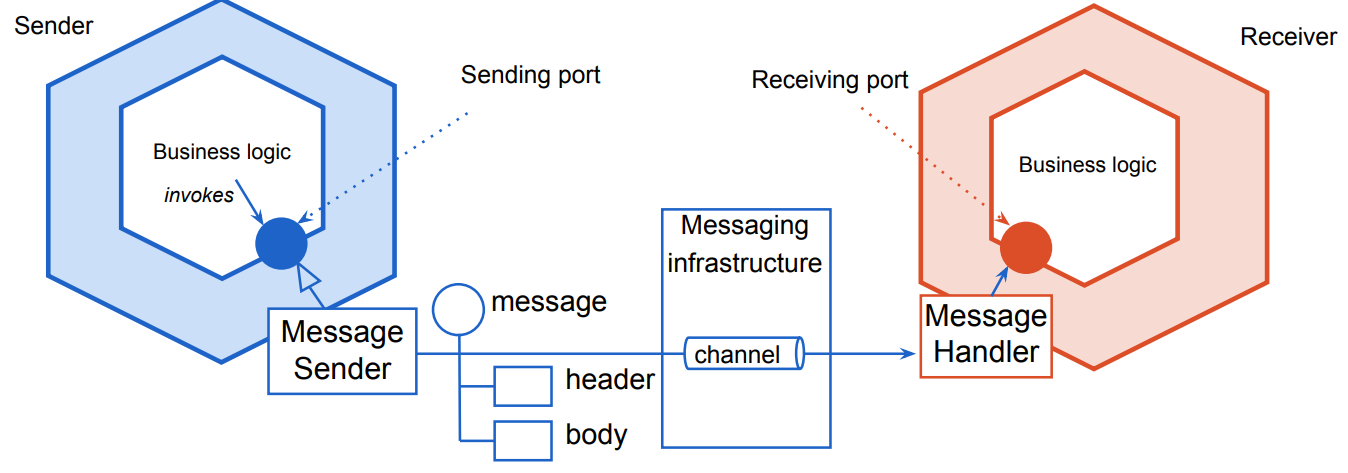 Sender
Receiver
Sending port
Receiving port
Business logic
invokes
Business logic
Messaging
infrastructure
message
Message
Sender
channel
Message
Handler
header
body